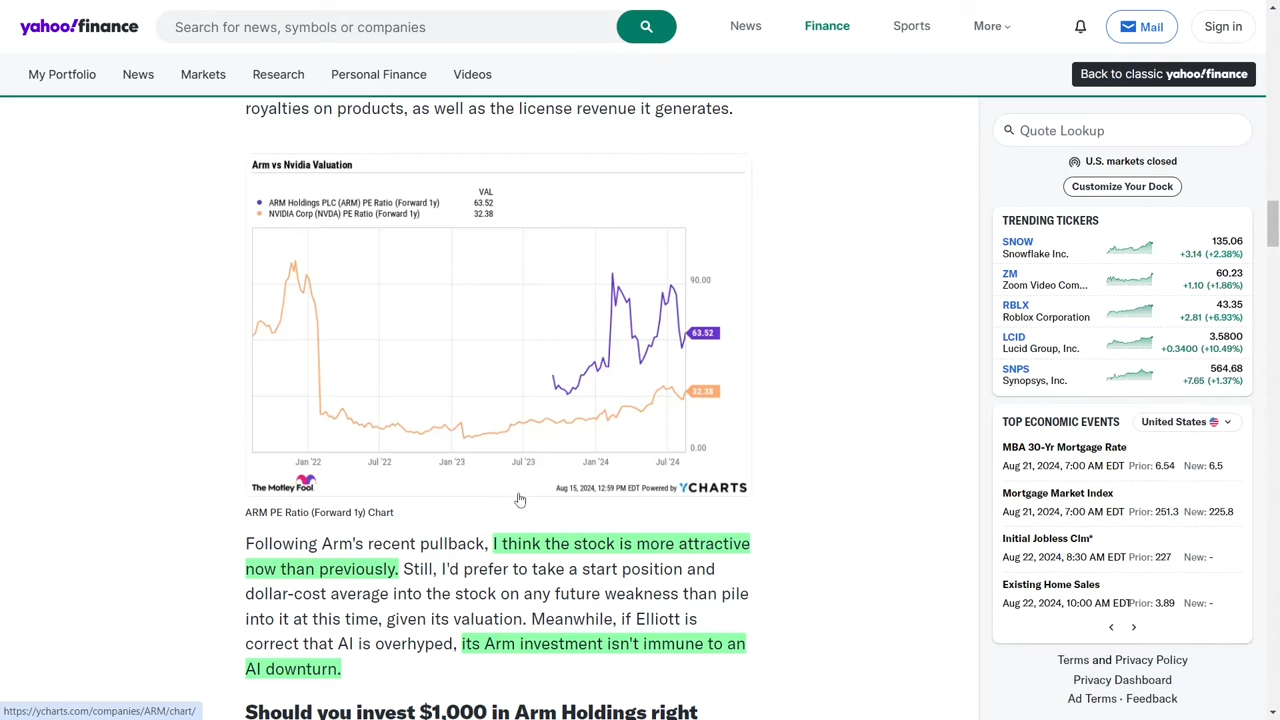 yahoo!finance
Search for news, symbols or companies
News
Finance
Sports
More
Mail
Sign in
My Portfolio
News
Markets
Research
Personal Finance
Videos
Back to classic yahoo!finance
royalties on products, as well as the license revenue it generates.
Arm vs Nvidia Valuation
VAL
ARM Holdings PLC (ARM) PE Ratio (Forward 1y) 63.52
NVIDIA Corp (NVDA) PE Ratio (Forward 1y) 32.38
90.00
63.52
32.38
0.00
Jan '22 Jul '22 Jan '23 Jul '23 Jan '24 Jul '24
The Motley Fool
Aug 15, 2024, 12:59 PM EDT Powered by YCHARTS
ARM PE Ratio (Forward 1y) Chart
Following Arm's recent pullback, I think the stock is more attractive
now than previously. Still, I'd prefer to take a start position and
dollar-cost average into the stock on any future weakness than pile
into it at this time, given its valuation. Meanwhile, if Elliott is
correct that AI is overhyped, its Arm investment isn't immune to an
AI downturn.
Should you invest $1,000 in Arm Holdings right
Quote Lookup
U.S. markets closed
Customize Your Dock
TRENDING TICKERS
SNOW 135.06
Snowflake Inc. +3.14 (+2.38%)
ZM 60.23
Zoom Video Com... +1.10 (+1.86%)
RBLX 43.35
Roblox Corporation +2.81 (+6.93%)
LCID 3.5800
Lucid Group, Inc. +0.3400 (+10.49%)
SNPS 564.68
Synopsys, Inc. +7.65 (+1.37%)
TOP ECONOMIC EVENTS
United States
MBA 30-Yr Mortgage Rate
Aug 21, 2024, 7:00 AM EDT Prior: 6.54 New: 6.5
Mortgage Market Index
Aug 21, 2024, 7:00 AM EDT Prior: 251.3 New: 225.8
Initial Jobless Clm*
Aug 22, 2024, 8:30 AM EDT Prior: 227 New: -
Existing Home Sales
Aug 22, 2024, 10:00 AM EDT Prior: 3.89 New: -
Terms and Privacy Policy
Privacy Dashboard
Ad Terms · Feedback
https://ycharts.com/companies/ARM/chart/